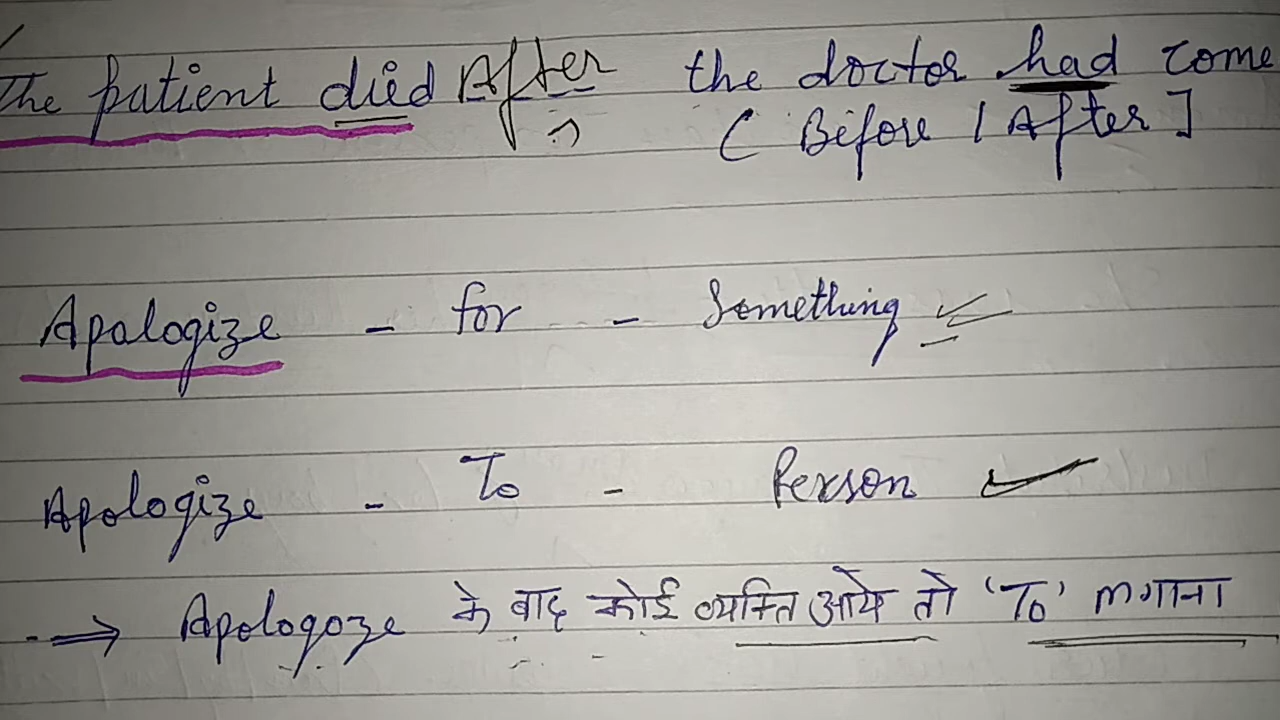 The patient died After the doctor had come
( Before / After ]
Apologize - for - Something
Apologize - To - Person
⇒ Apologoze के बाद कोई व्यक्ति आये तो 'To' लगाना